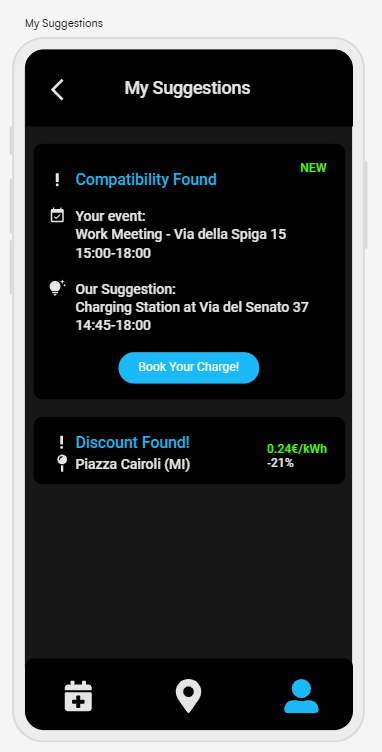 My Suggestions
My Suggestions
NEW
! Compatibility Found
Your event:
Work Meeting - Via della Spiga 15
15:00-18:00
Our Suggestion:
Charging Station at Via del Senato 37
14:45-18:00
Book Your Charge!
! Discount Found!
0.24€/kWh
Piazza Cairoli (MI)
-21%